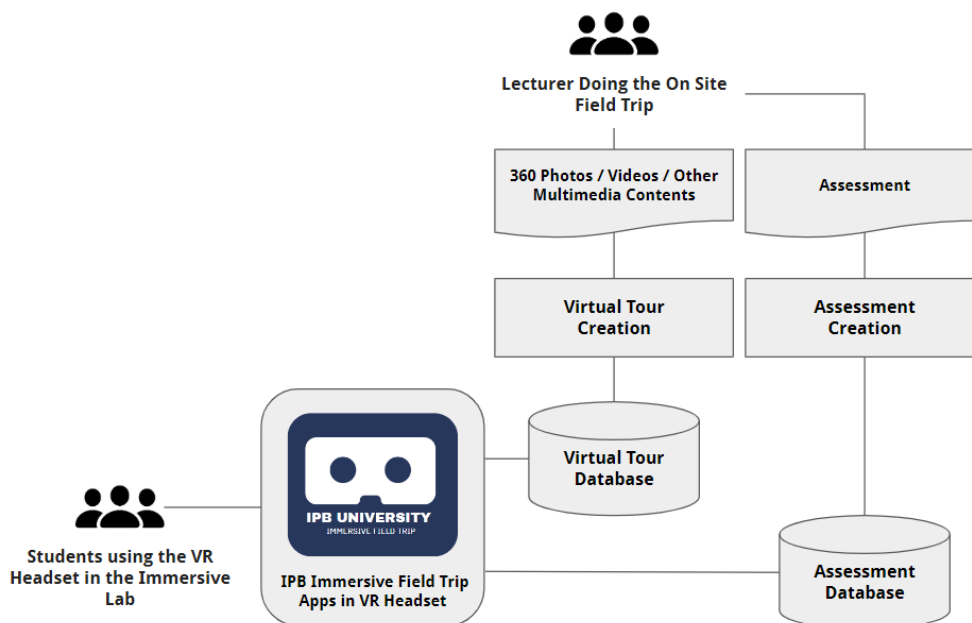 Lecturer Doing the On Site
Field Trip
360 Photos / Videos / Other
Multimedia Contents
Assessment
Virtual Tour
Creation
Assessment
Creation
Virtual Tour
Database
IPB UNIVERSITY
IMMERSIVE FIELD TRIP
Students using the VR
Headset in the Immersive
Lab
IPB Immersive Field Trip
Apps in VR Headset
Assessment
Database